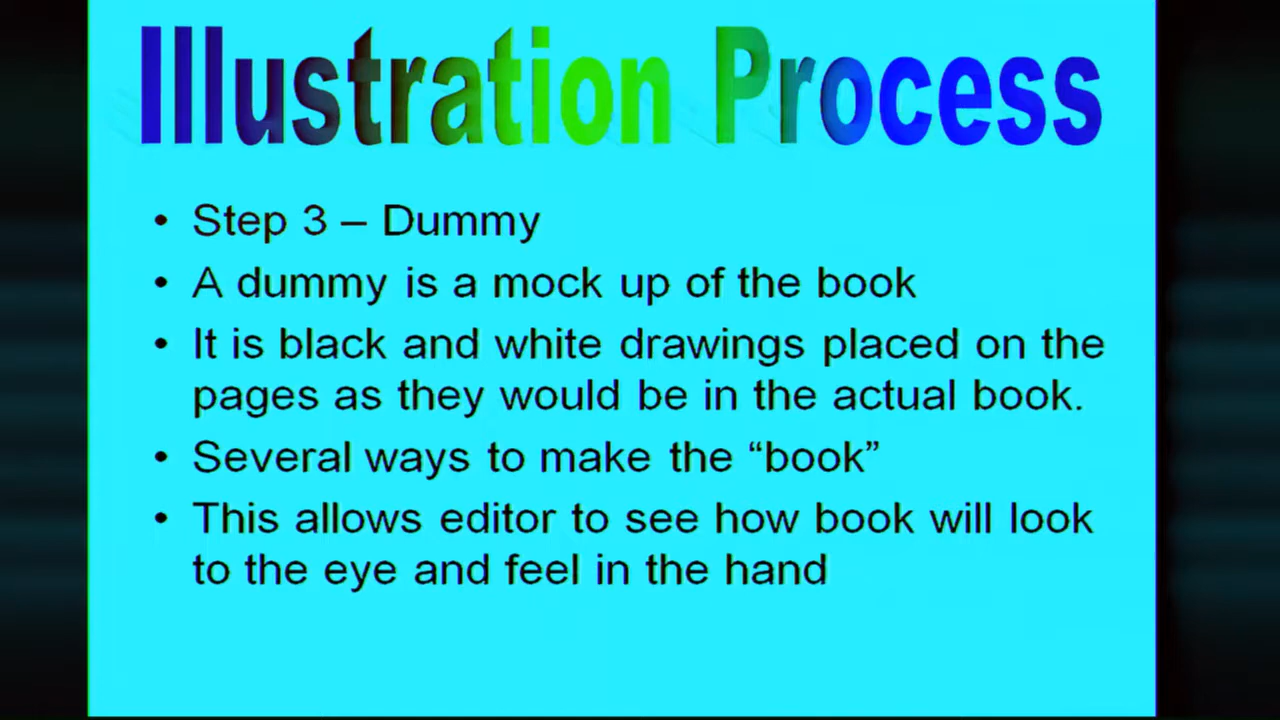 Illustration Process
• Step 3 – Dummy
• A dummy is a mock up of the book
• It is black and white drawings placed on the
pages as they would be in the actual book.
• Several ways to make the “book”
• This allows editor to see how book will look
to the eye and feel in the hand